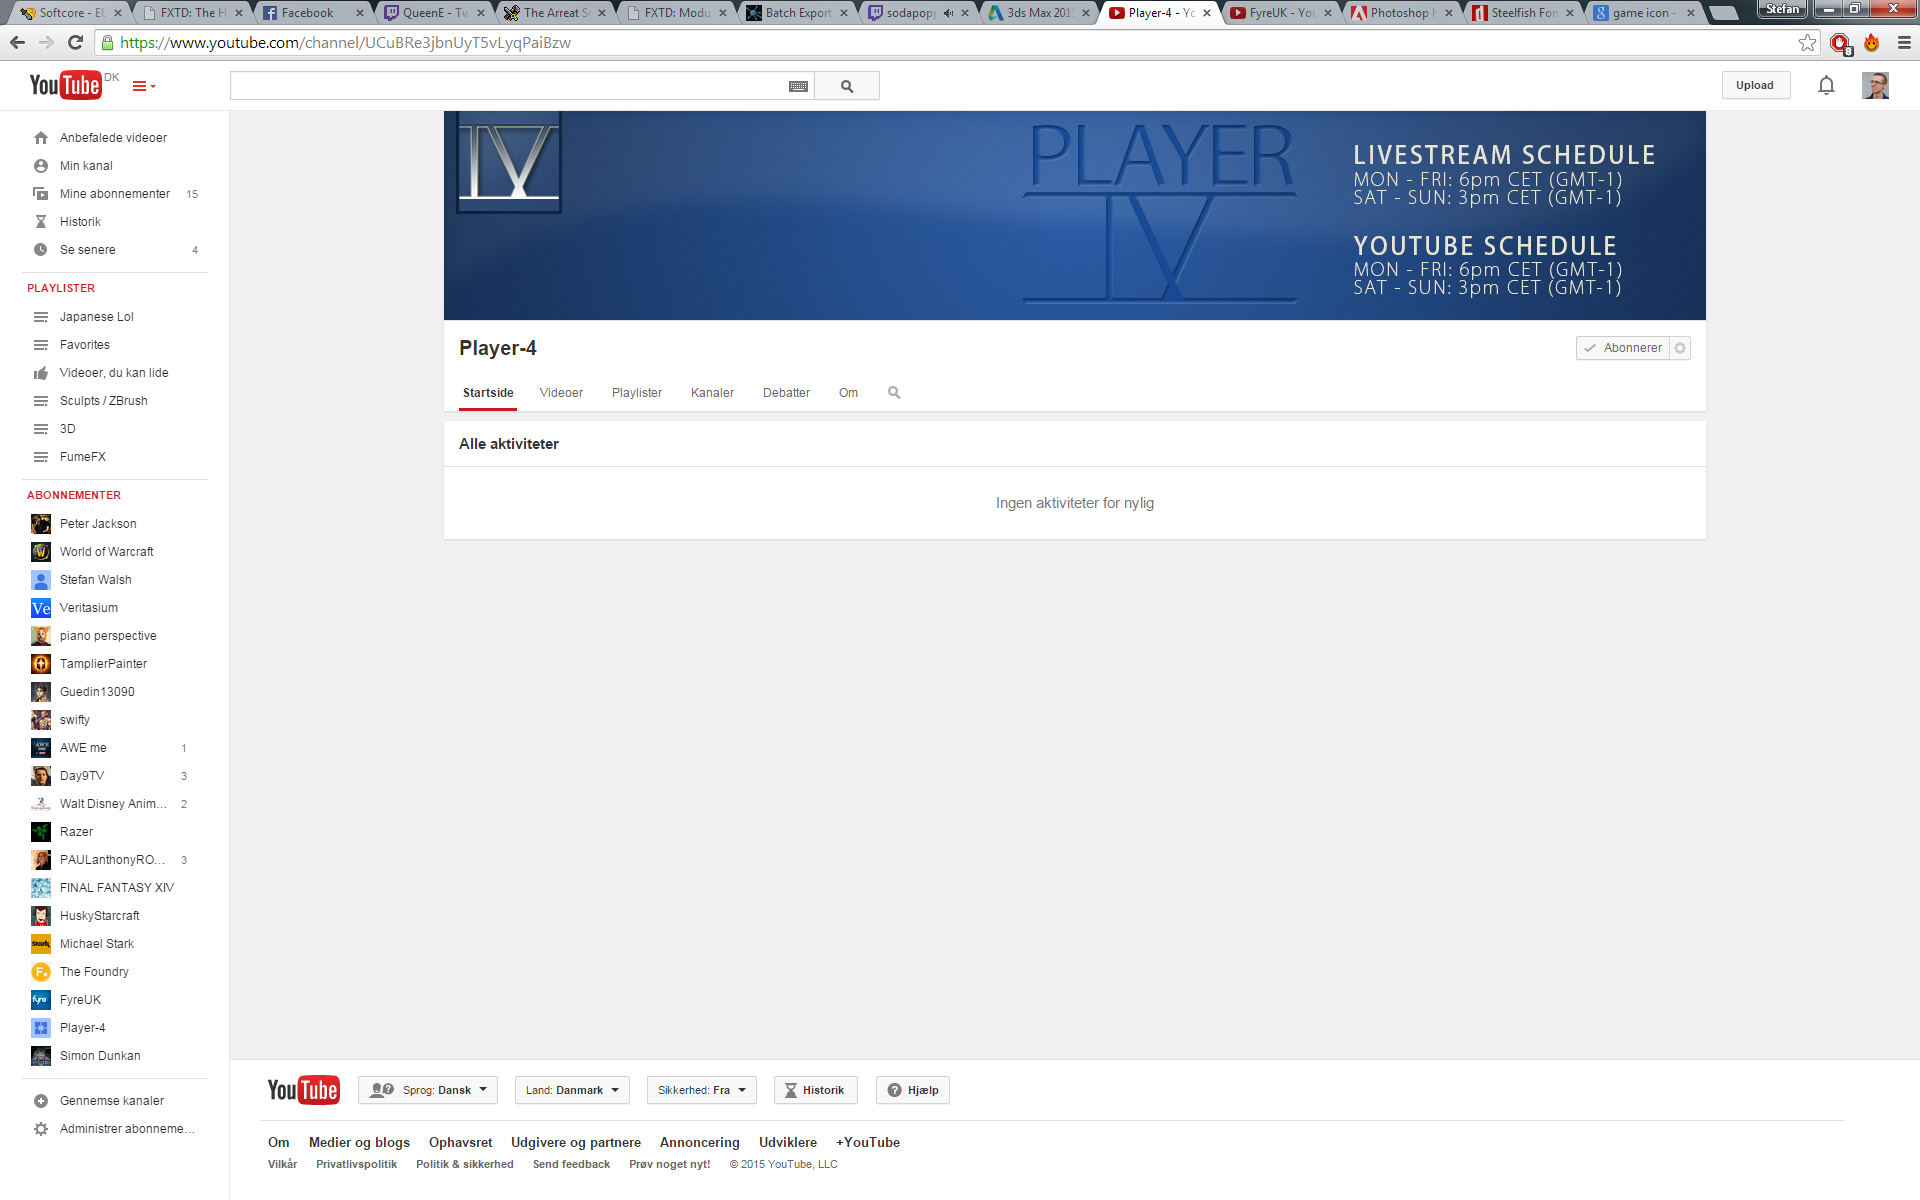 Softcore - EU
FXTD: The H
Facebook
QueenE - Tw
The Arreat S
FXTD: Modu
Batch Export
sodapopp
3ds Max 201
Player-4 - Yo
FyreUK - You
Photoshop
Steelfish Fon
game icon -
Stefan
https://www.youtube.com/channel/UCuBRe3jbnUyT5vLyqPaiBzw
8
YouTube DK
Upload
Anbefalede videoer
Min kanal
Mine abonnementer 15
Historik
Se senere 4
PLAYLISTER
Japanese Lol
Favorites
Videoer, du kan lide
Sculpts / ZBrush
3D
FumeFX
ABONNEMENTER
Peter Jackson
World of Warcraft
Stefan Walsh
Ve Veritasium
piano perspective
TamplierPainter
Guedin13090
swifty
AWE me 1
Day9TV 3
Walt Disney Anim... 2
Razer
PAULanthonyRO... 3
FINAL FANTASY XIV
HuskyStarcraft
Stark Michael Stark
F. The Foundry
fyre FyreUK
Player-4
Simon Dunkan
Gennemse kanaler
Administrer abonneme...
IV
PLAYER
IV
LIVESTREAM SCHEDULE
MON - FRI: 6pm CET (GMT-1)
SAT - SUN: 3pm CET (GMT-1)
YOUTUBE SCHEDULE
MON - FRI: 6pm CET (GMT-1)
SAT - SUN: 3pm CET (GMT-1)
Player-4
Abonnerer
Startside Videoer Playlister Kanaler Debatter Om
Alle aktiviteter
Ingen aktiviteter for nylig
YouTube Sprog: Dansk Land: Danmark Sikkerhed: Fra Historik Hjælp
Om Medier og blogs Ophavsret Udgivere og partnere Annoncering Udviklere +YouTube
Vilkår Privatlivspolitik Politik & sikkerhed Send feedback Prøv noget nyt! © 2015 YouTube, LLC